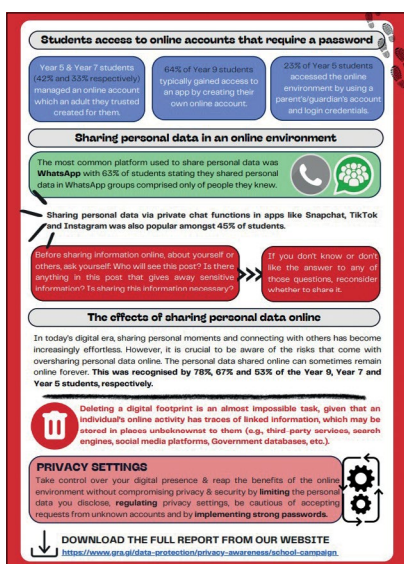 Students access to online accounts that require a password
Year 5 & Year 7 students
(42% and 33% respectively)
managed an online account
which an adult they trusted
created for them.
64% of Year 9 students
typically gained access to
an app by creating their
own online account.
23% of Year 5 students
accessed the online
environment by using a
parent's/guardian's account
and login credentials.
Sharing personal data in an online environment
The most common platform used to share personal data was
WhatsApp with 63% of students stating they shared personal
data in WhatsApp groups comprised only of people they knew.
Sharing personal data via private chat functions in apps like Snapchat, TikTok
and Instagram was also popular amongst 45% of students.
Before sharing information online, about yourself or
others, ask yourself: Who will see this post? Is there
anything in this post that gives away sensitive
information? Is sharing this information necessary?
If you don't know or don't
like the answer to any of
those questions, reconsider
whether to share it.
The effects of sharing personal data online
In today's digital era, sharing personal moments and connecting with others has become
increasingly effortless. However, it is crucial to be aware of the risks that come with
oversharing personal data online. The personal data shared online can sometimes remain
online forever. This was recognised by 78%, 67% and 53% of the Year 9, Year 7 and
Year 5 students, respectively.
Deleting a digital footprint is an almost impossible task, given that an
individual's online activity has traces of linked information, which may be
stored in places unbeknownst to them (e.g., third-party services, search
engines, social media platforms, Government databases, etc.).
PRIVACY SETTINGS
Take control over your digital presence & reap the benefits of the online
environment without compromising privacy & security by limiting the personal
data you disclose, regulating privacy settings, be cautious of accepting
requests from unknown accounts and by implementing strong passwords.
DOWNLOAD THE FULL REPORT FROM OUR WEBSITE
https://www.gra.gi/data-protection/privacy-awareness/school-campaign